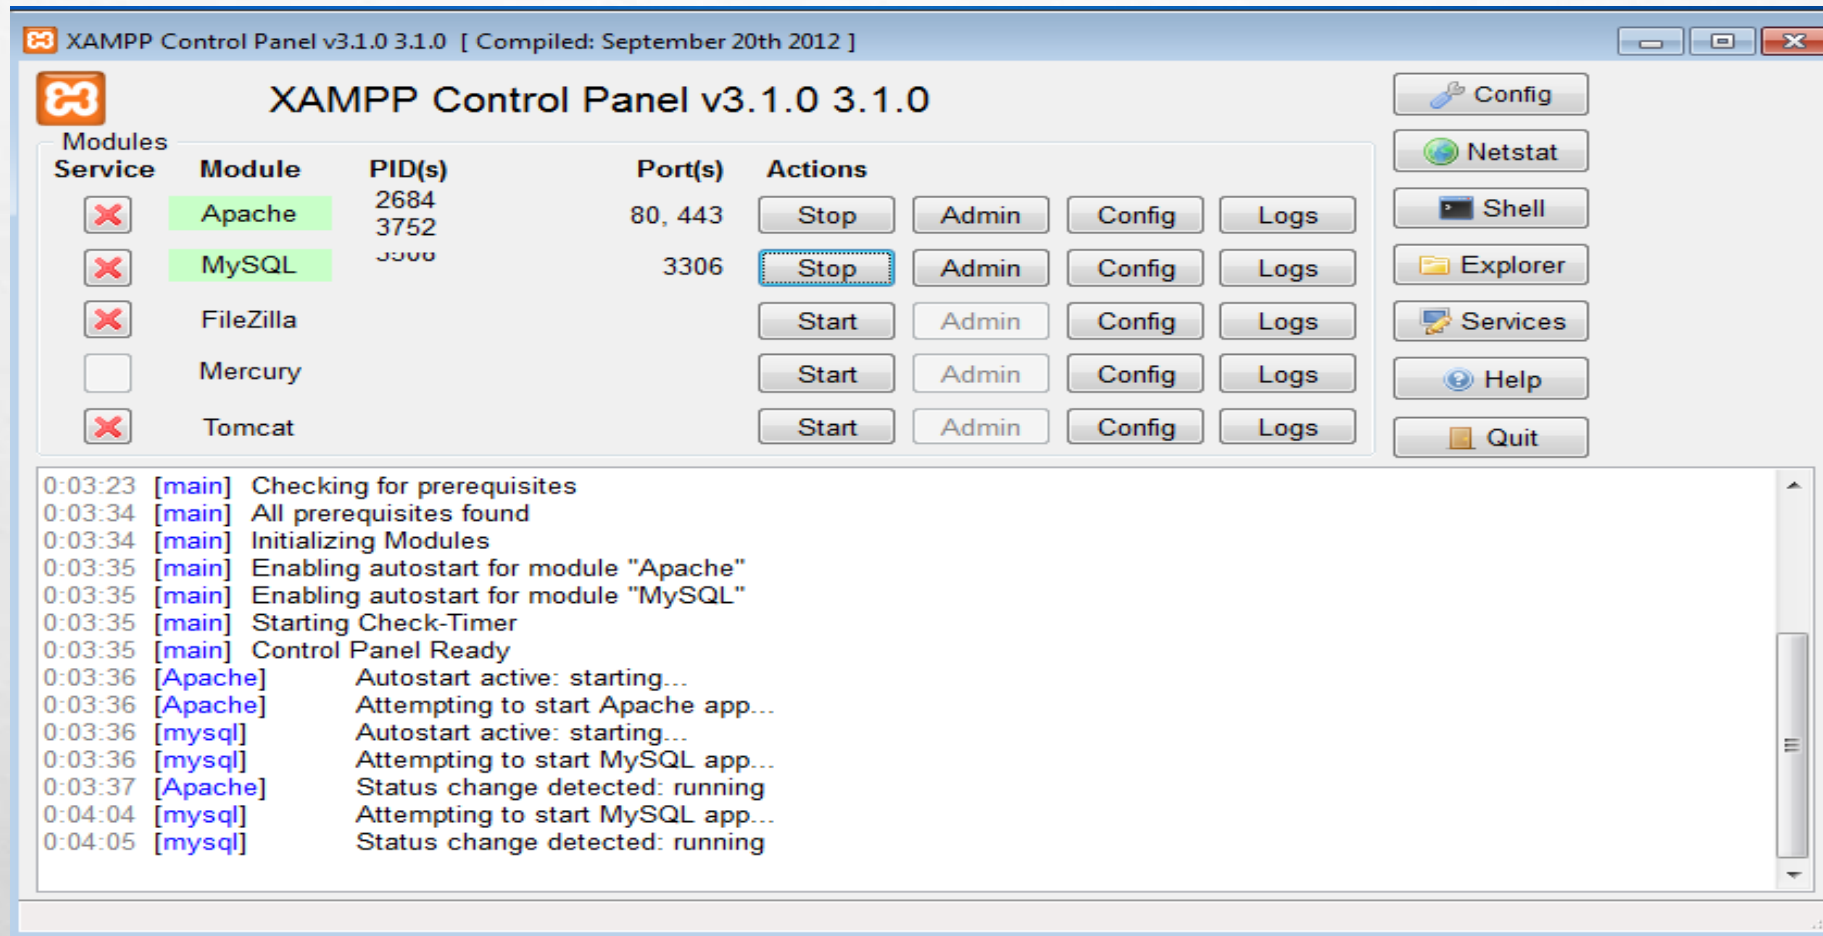 XAMPP Control Panel v3.1.0 3.1.0 [ Compiled: September 20th 2012 ]
XAMPP Control Panel v3.1.0 3.1.0
Modules
Service Module PID(s) Port(s) Actions
Apache 2684 3752 80, 443 Stop Admin Config Logs
MySQL 3306 Stop Admin Config Logs
FileZilla Start Admin Config Logs
Mercury Start Admin Config Logs
Tomcat Start Admin Config Logs
Config
Netstat
Shell
Explorer
Services
Help
Quit
0:03:23 [main] Checking for prerequisites
0:03:34 [main] All prerequisites found
0:03:34 [main] Initializing Modules
0:03:35 [main] Enabling autostart for module "Apache"
0:03:35 [main] Enabling autostart for module "MySQL"
0:03:35 [main] Starting Check-Timer
0:03:35 [main] Control Panel Ready
0:03:36 [Apache] Autostart active: starting...
0:03:36 [Apache] Attempting to start Apache app...
0:03:36 [mysql] Autostart active: starting...
0:03:36 [mysql] Attempting to start MySQL app...
0:03:37 [Apache] Status change detected: running
0:04:04 [mysql] Attempting to start MySQL app...
0:04:05 [mysql] Status change detected: running